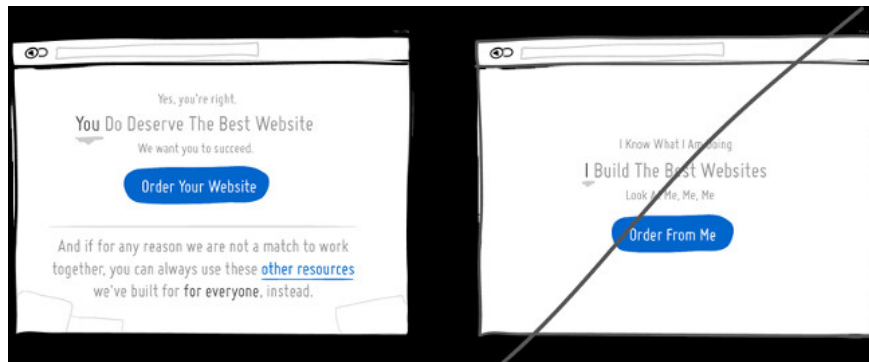 Yes, you're right.
You Do Deserve The Best Website
We want you to succeed.
Order Your Website
And if for any reason we are not a match to work
together, you can always use these other resources
we've built for for everyone, instead.
I Know What I Am Doing
I Build The Best Websites
Look At Me, Me, Me
Order From Me